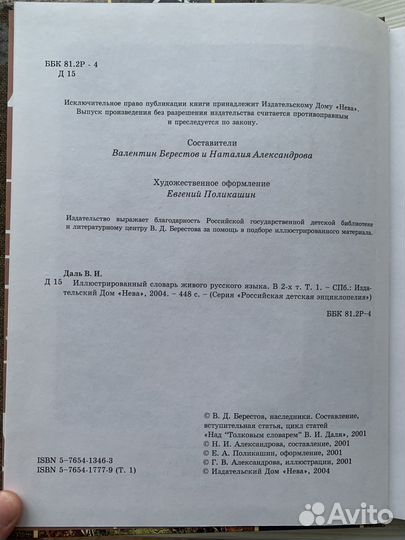 ББК 81.2Р - 4
Д 15
Исключительное право публикации книги принадлежит Издательскому Дому «Нева».
Выпуск произведения без разрешения издательства считается противоправным
и преследуется по закону.
Составители
Валентин Берестов и Наталия Александрова
Художественное оформление
Евгений Поликашин
Издательство выражает благодарность Российской государственной детской библиотеке
и литературному центру В. Д. Берестова за помощь в подборе иллюстрированного материала.
Даль В. И.
Д 15 Иллюстрированный словарь живого русского языка. В 2-х т. Т. 1. – СПб.: Изда-
тельский Дом «Нева», 2004. – 448 с. – (Серия «Российская детская энциклопелия»)
ББК 81.2Р-4
© В. Д. Берестов, наследники. Составление,
вступительная статья, цикл статей
«Над "Толковым словарем" В. И. Даля», 2001
© Н. И. Александрова, составление, 2001
© Е. А. Поликашин, оформление, 2001
© Г. В. Александрова, иллюстрации, 2001
© Издательский Дом «Нева», 2004
ISBN 5-7654-1346-3
ISBN 5-7654-1777-9 (Т. 1)
Avito